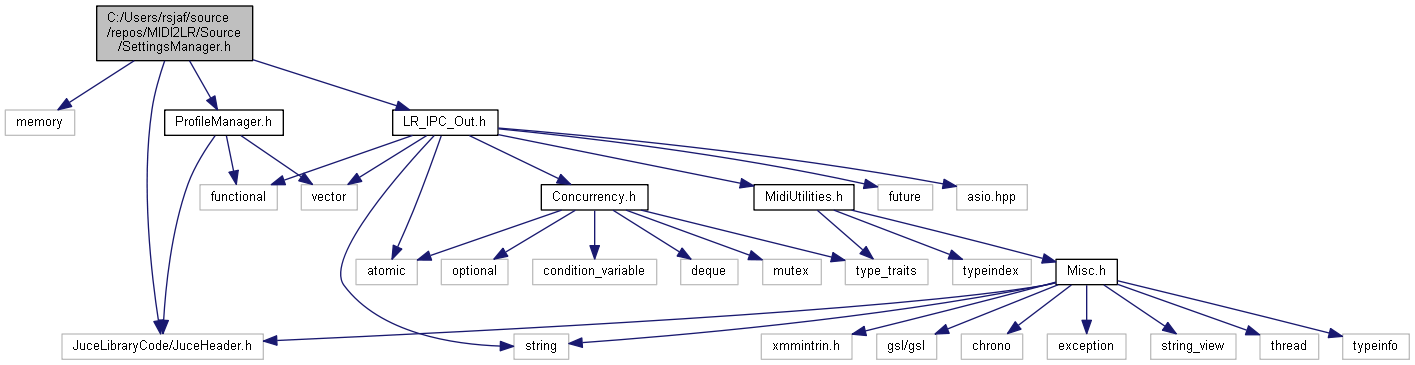 C:/Users/rsjaf/source
/repos/MIDI2LR/Source
/SettingsManager.h
memory
ProfileManager.h
LR_IPC_Out.h
functional
vector
Concurrency.h
MidiUtilities.h
future
asio.hpp
atomic
optional
condition_variable
deque
mutex
type_traits
typeindex
Misc.h
JuceLibraryCode/JuceHeader.h
string
xmmintrin.h
gsl/gsl
chrono
exception
string_view
thread
typeinfo